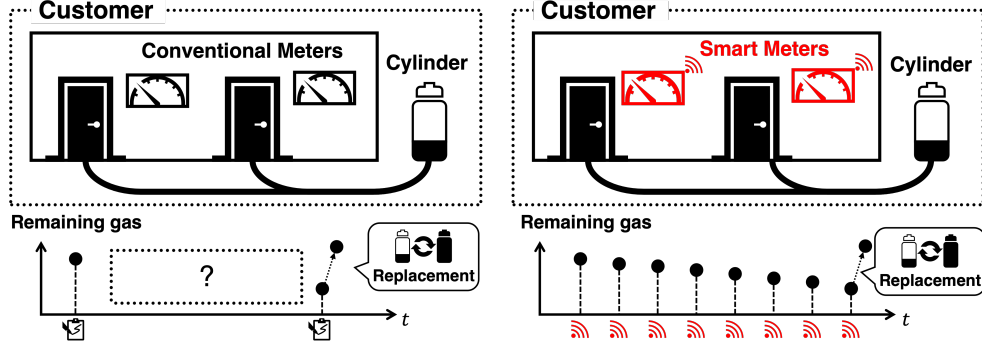 Customer
Conventional Meters
Cylinder
Remaining gas
?
Replacement
t
Customer
Smart Meters
Cylinder
Remaining gas
Replacement
t